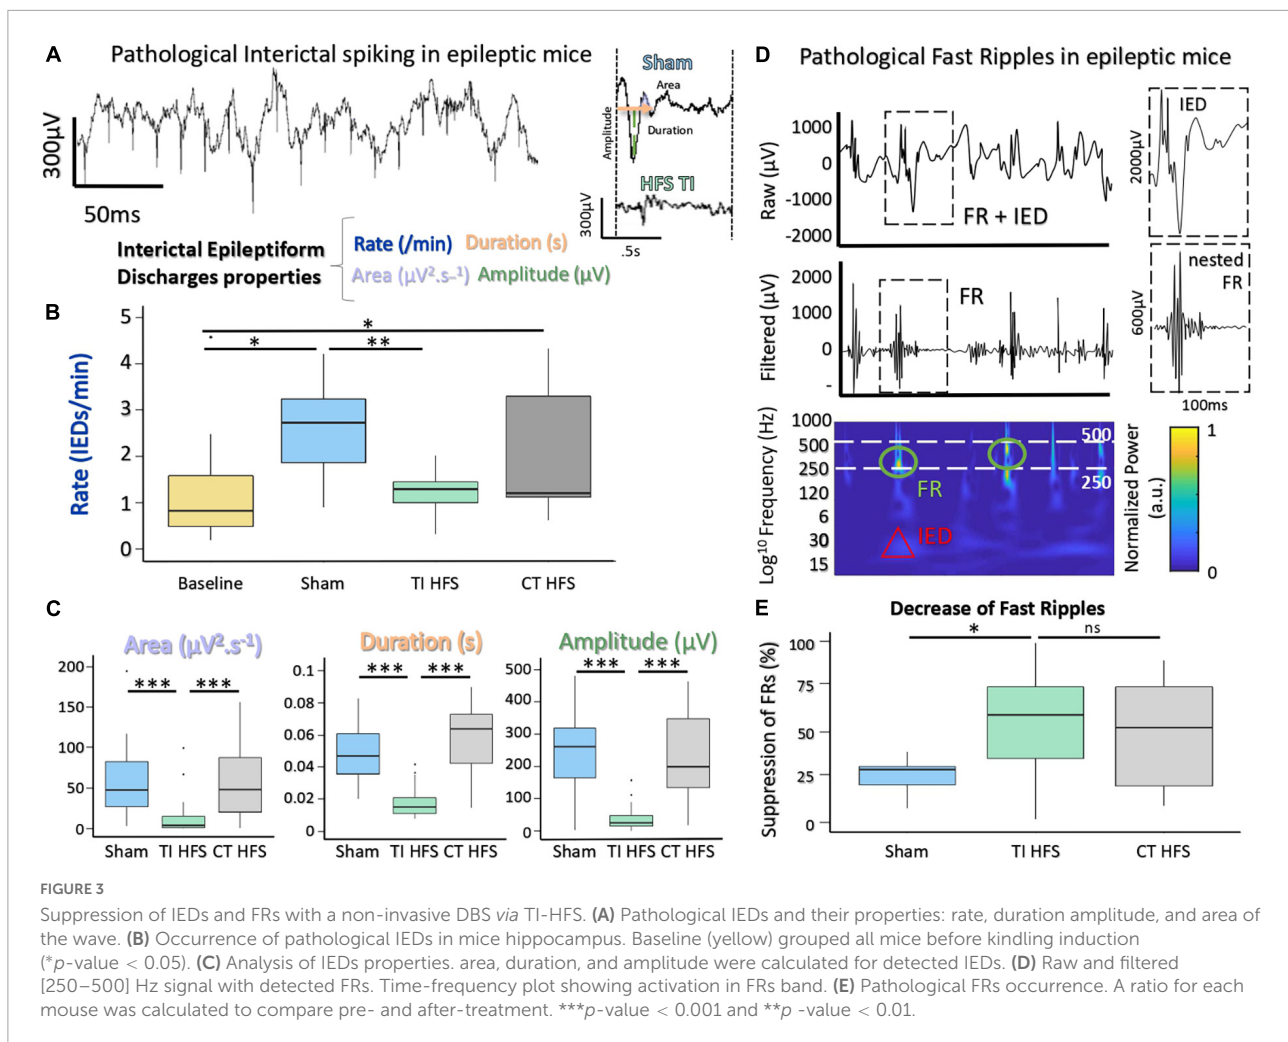 A Pathological Interictal spiking in epileptic mice
300µV
50ms
Sham
Area
Amplitude
Duration
HFS TI
300µV
.5s
Interictal Epileptiform
Discharges properties
Rate (/min) Duration (s)
Area (µV².s-¹) Amplitude (µV)
B
Rate (IEDs/min)
5
4
3
2
1
0
* * **
Baseline Sham TI HFS CT HFS
C
Area (µV².s-¹)
200
150
100
50
0
*** ***
Sham TI HFS CT HFS
Duration (s)
0.1
0.08
0.06
0.04
0.02
0
*** ***
Sham TI HFS CT HFS
Amplitude (µV)
500
400
300
200
100
0
*** ***
Sham TI HFS CT HFS
D Pathological Fast Ripples in epileptic mice
Raw (µV)
1000
0
-1000
-2000
FR + IED
IED
2000µV
Filtered (µV)
2000
1000
0
-
FR
nested
FR
600µV
100ms
Log¹⁰ Frequency (Hz)
1000
500
250
120
6
30
15
500
250
FR
IED
Normalized Power
(a.u.)
1
0
E Decrease of Fast Ripples
Suppression of FRs (%)
100
75
50
25
0
* ns
Sham TI HFS CT HFS
FIGURE 3
Suppression of IEDs and FRs with a non-invasive DBS via TI-HFS. (A) Pathological IEDs and their properties: rate, duration amplitude, and area of
the wave. (B) Occurrence of pathological IEDs in mice hippocampus. Baseline (yellow) grouped all mice before kindling induction
(*p-value < 0.05). (C) Analysis of IEDs properties. area, duration, and amplitude were calculated for detected IEDs. (D) Raw and filtered
[250–500] Hz signal with detected FRs. Time-frequency plot showing activation in FRs band. (E) Pathological FRs occurrence. A ratio for each
mouse was calculated to compare pre- and after-treatment. ***p-value < 0.001 and **p -value < 0.01.